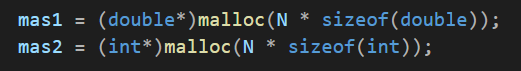 mas1 = (double*)malloc(N * sizeof(double));
mas2 = (int*)malloc(N * sizeof(int));